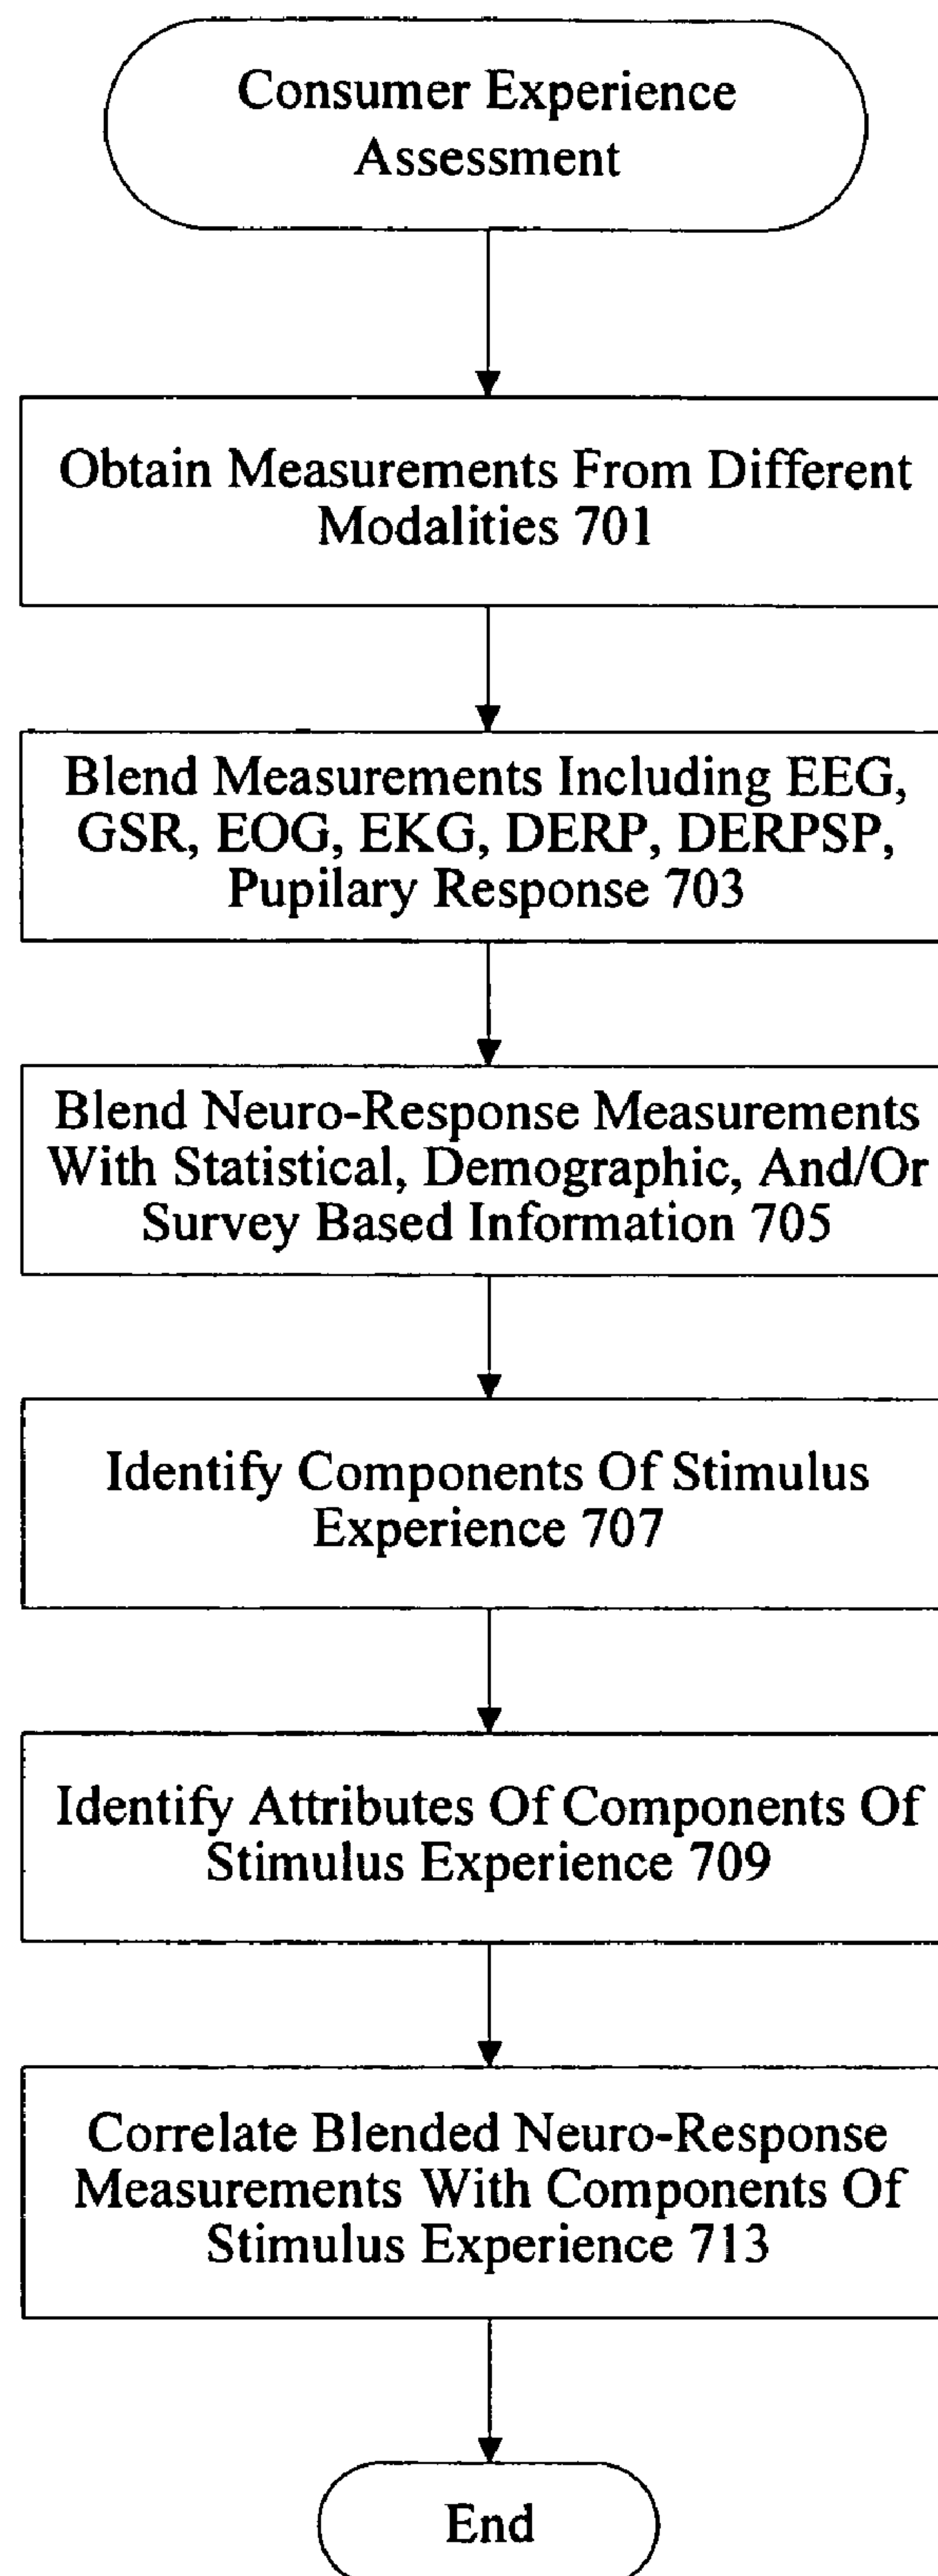 Consumer Experience
Assessment
Obtain Measurements From Different
Modalities 701
Blend Measurements Including EEG,
GSR, EOG, EKG, DERP, DERPSP,
Pupilary Response 703
Blend Neuro-Response Measurements
With Statistical, Demographic, And/Or
Survey Based Information 705
Identify Components Of Stimulus
Experience 707
Identify Attributes Of Components Of
Stimulus Experience 709
Correlate Blended Neuro-Response
Measurements With Components Of
Stimulus Experience 713
End